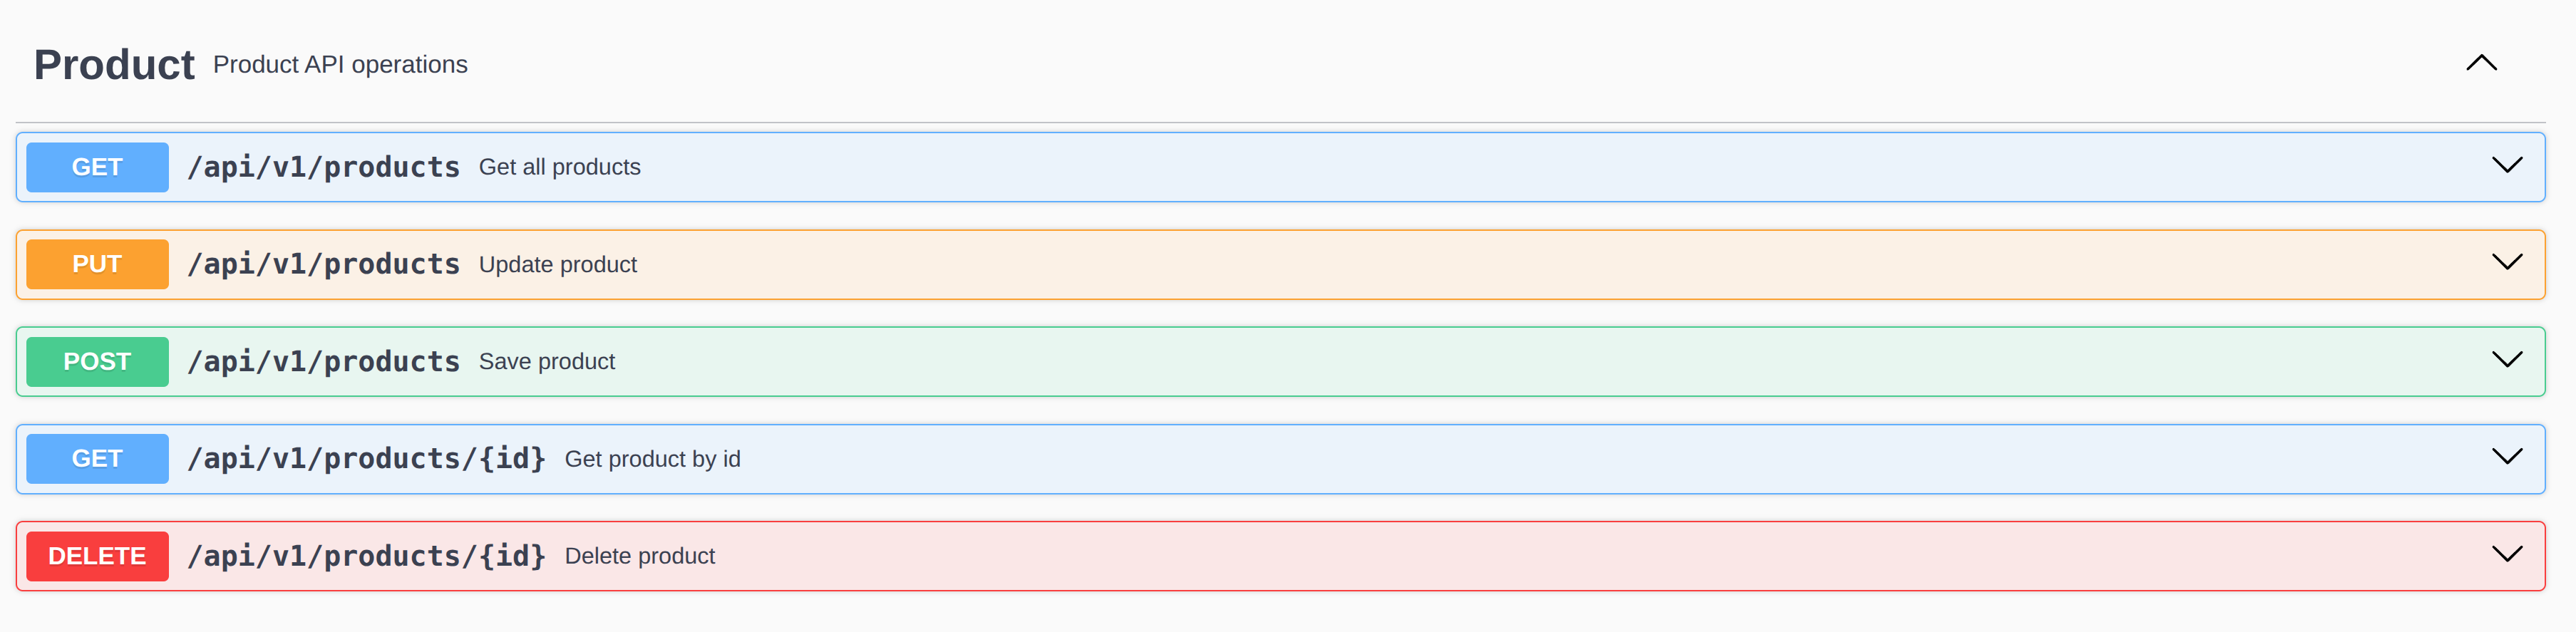 Product Product API operations
GET /api/v1/products Get all products
PUT /api/v1/products Update product
POST /api/v1/products Save product
GET /api/v1/products/{id} Get product by id
DELETE /api/v1/products/{id} Delete product